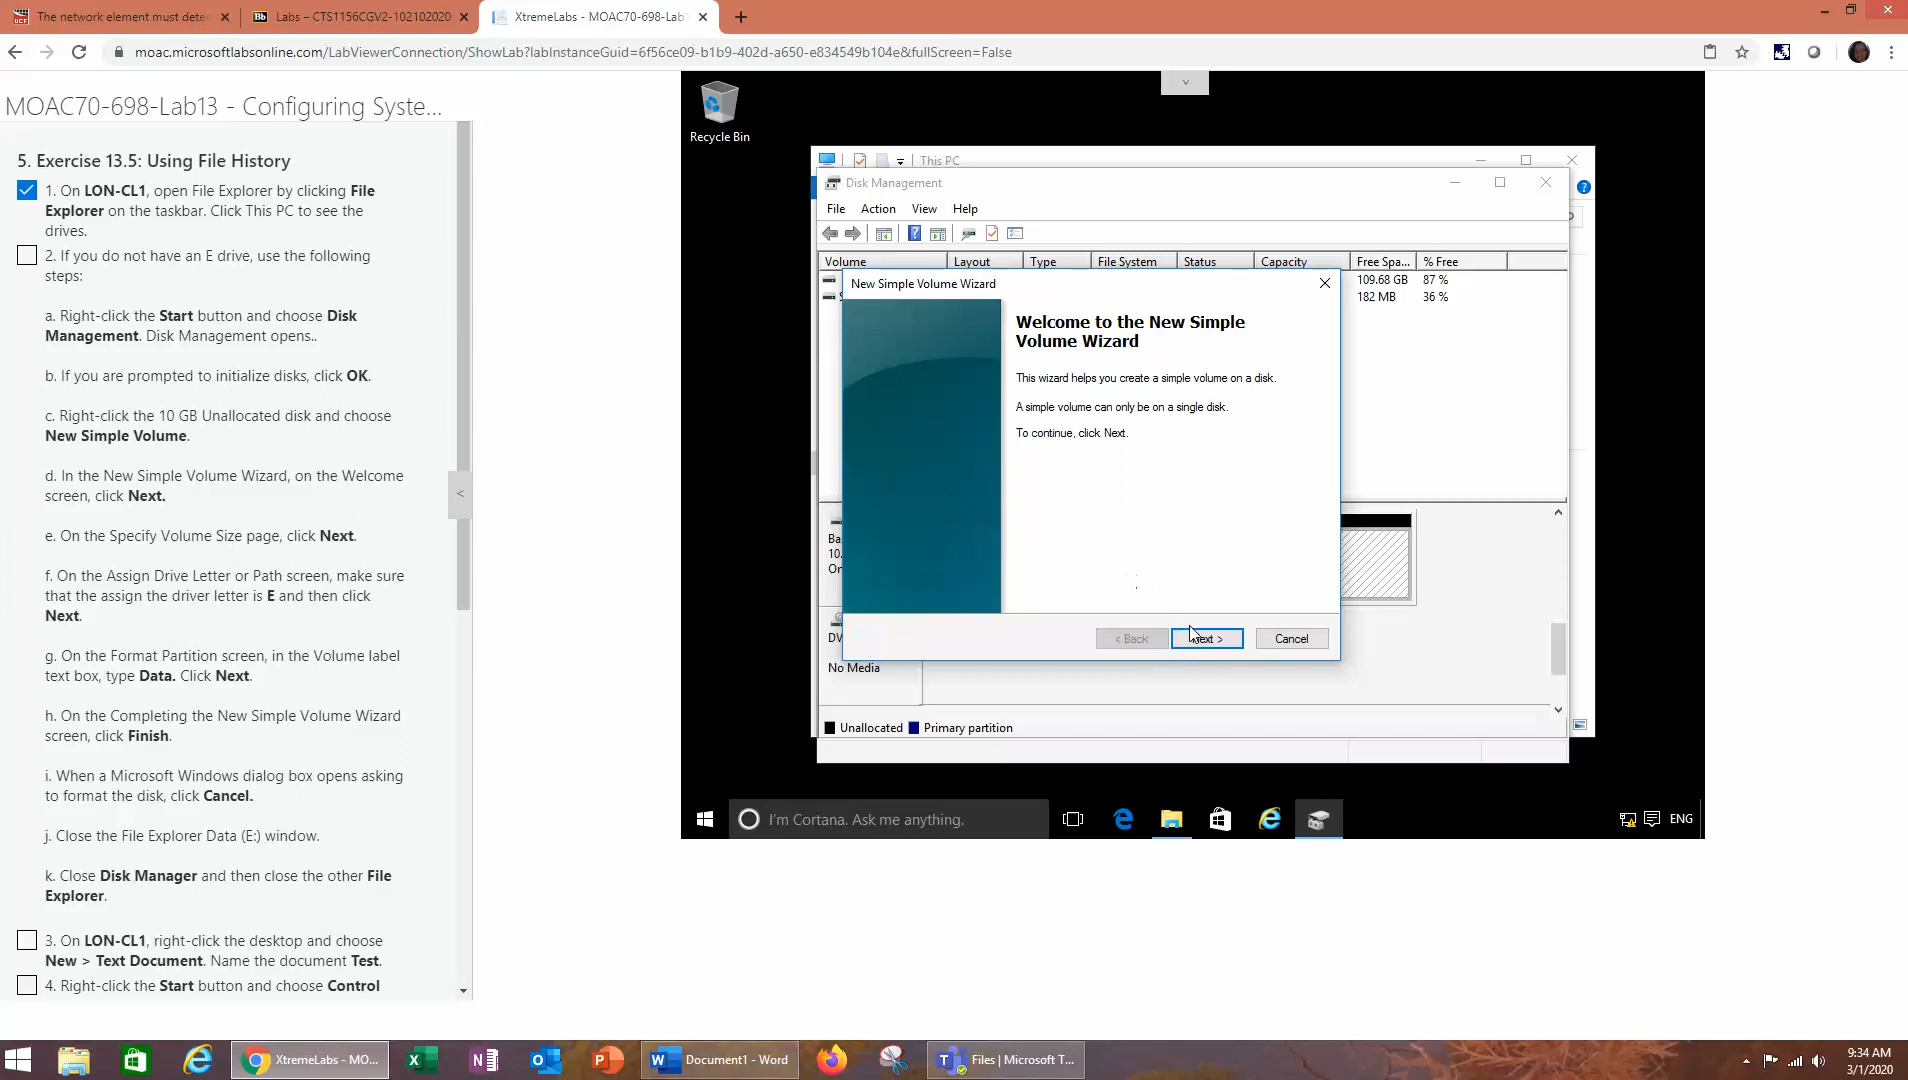 The network element must dete
Labs – CTS1156CGV2-102102020
XtremeLabs - MOAC70-698-Lab1
moac.microsoftlabsonline.com/LabViewerConnection/ShowLab?labInstanceGuid=6f56ce09-b1b9-402d-a650-e834549b104e&fullScreen=False
MOAC70-698-Lab13 - Configuring Syste...
5. Exercise 13.5: Using File History
1. On LON-CL1, open File Explorer by clicking File
Explorer on the taskbar. Click This PC to see the
drives.
2. If you do not have an E drive, use the following
steps:
a. Right-click the Start button and choose Disk
Management. Disk Management opens..
b. If you are prompted to initialize disks, click OK.
c. Right-click the 10 GB Unallocated disk and choose
New Simple Volume.
d. In the New Simple Volume Wizard, on the Welcome
screen, click Next.
e. On the Specify Volume Size page, click Next.
f. On the Assign Drive Letter or Path screen, make sure
that the assign the driver letter is E and then click
Next.
g. On the Format Partition screen, in the Volume label
text box, type Data. Click Next.
h. On the Completing the New Simple Volume Wizard
screen, click Finish.
i. When a Microsoft Windows dialog box opens asking
to format the disk, click Cancel.
j. Close the File Explorer Data (E:) window.
k. Close Disk Manager and then close the other File
Explorer.
3. On LON-CL1, right-click the desktop and choose
New > Text Document. Name the document Test.
4. Right-click the Start button and choose Control
<
Recycle Bin
This PC
Disk Management
File Action View Help
Volume Layout Type File System Status Capacity Free Spa... % Free
109.68 GB 87 %
182 MB 36 %
New Simple Volume Wizard
Welcome to the New Simple
Volume Wizard
This wizard helps you create a simple volume on a disk.
A simple volume can only be on a single disk.
To continue, click Next.
< Back Next > Cancel
Ba
10.
On
DV
No Media
Unallocated Primary partition
I'm Cortana. Ask me anything.
ENG
XtremeLabs - MO...
Document1 - Word
Files | Microsoft T...
9:34 AM
3/1/2020